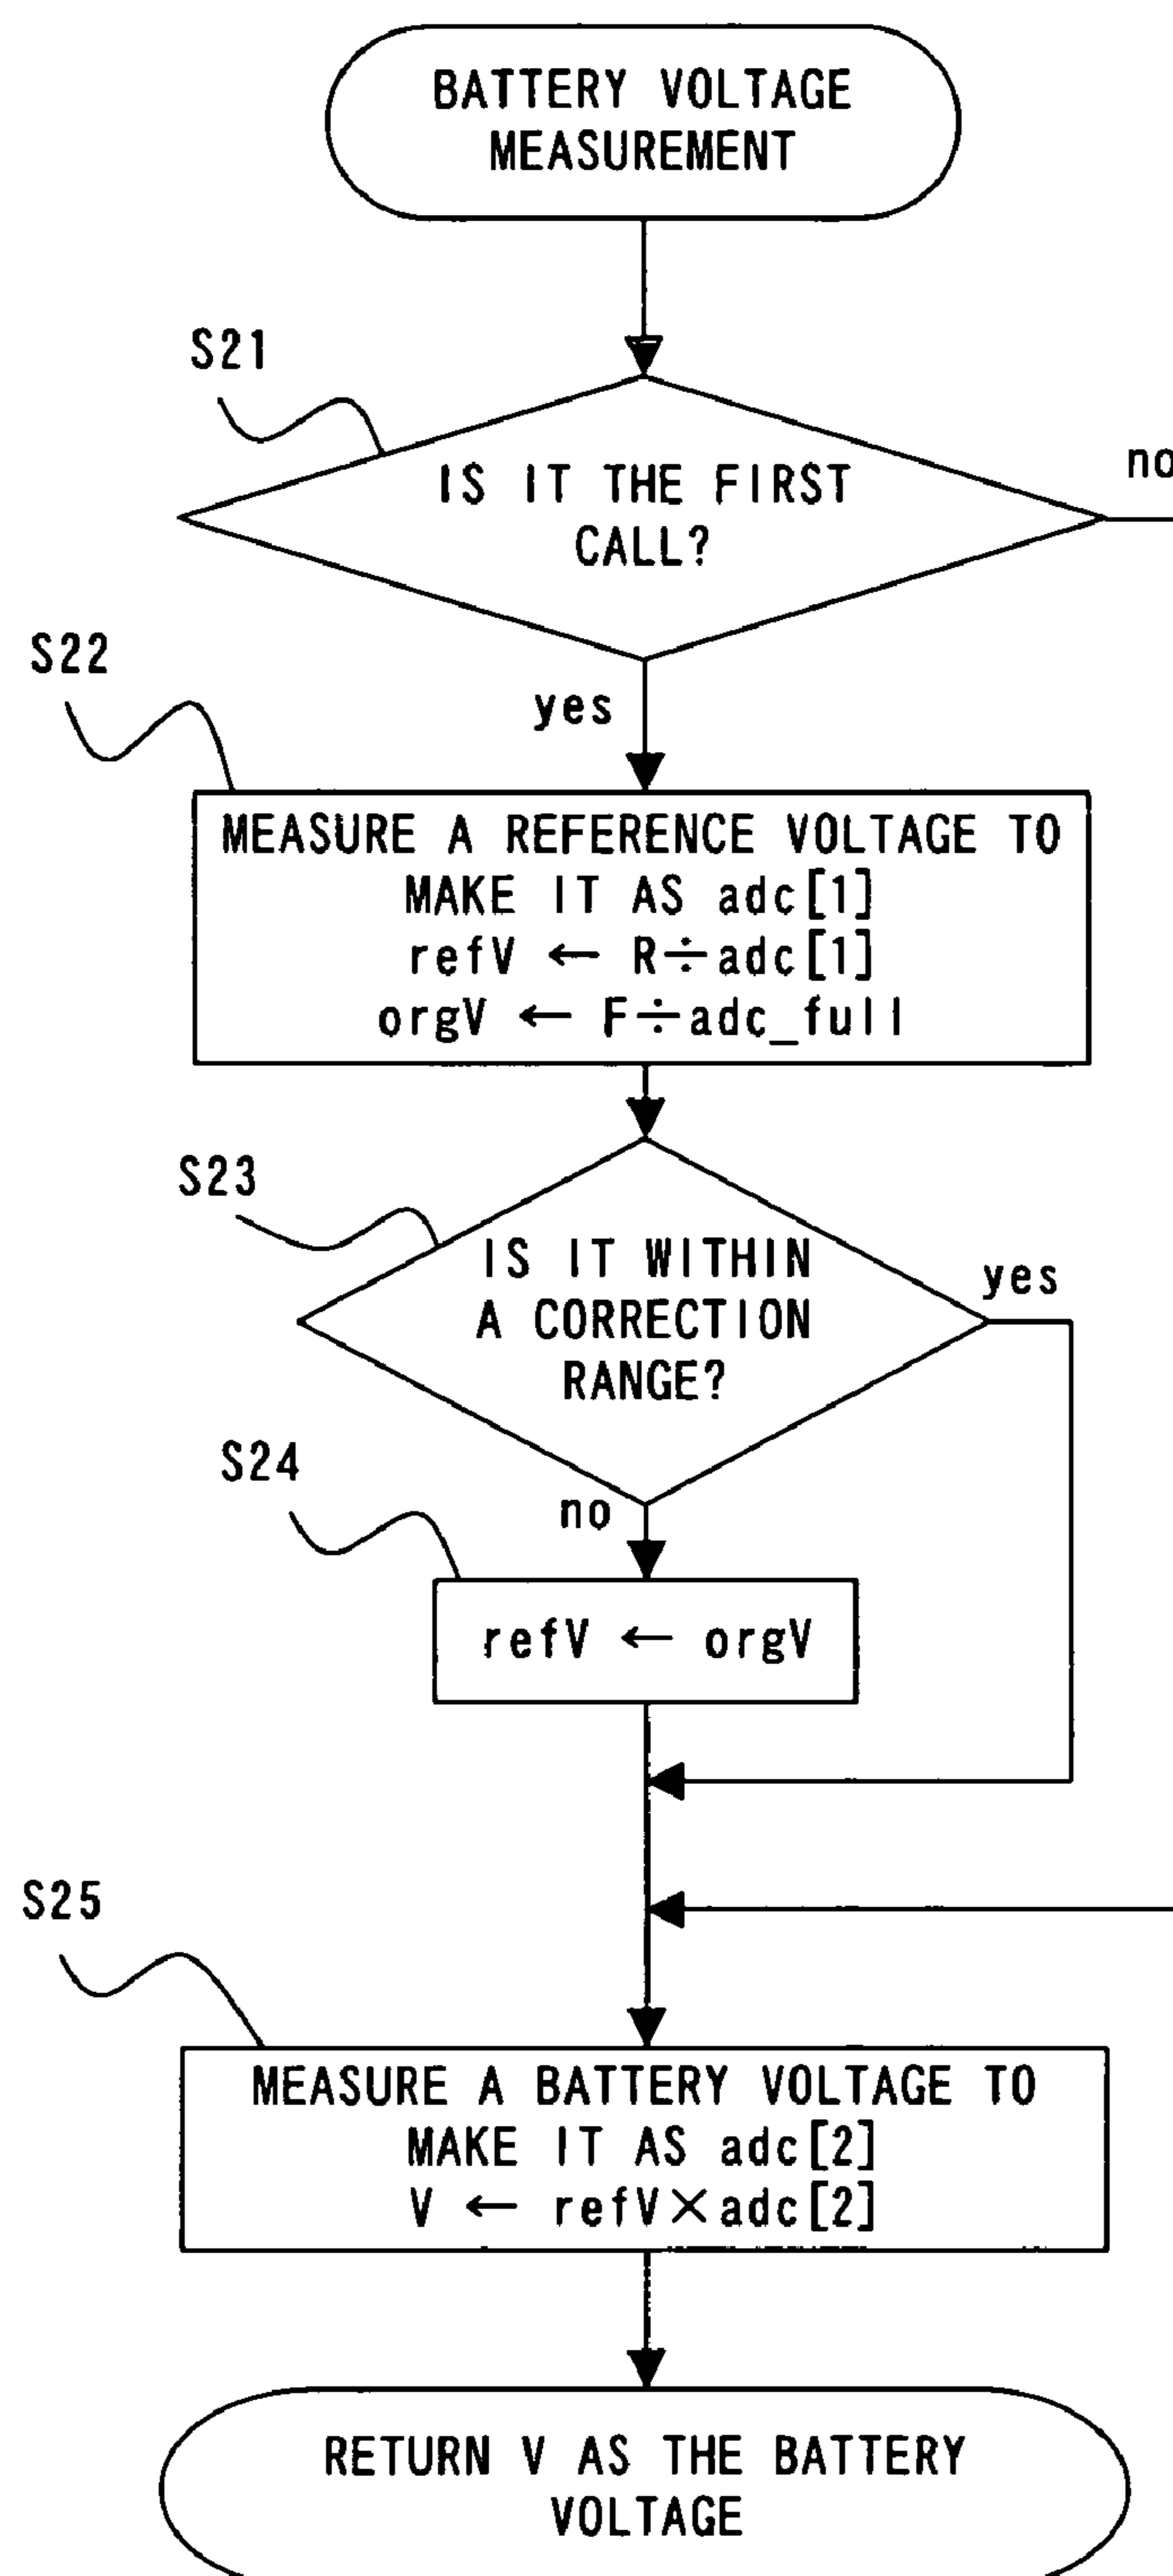 BATTERY VOLTAGE
MEASUREMENT
S21
IS IT THE FIRST
CALL?
no
S22
yes
MEASURE A REFERENCE VOLTAGE TO
MAKE IT AS adc[1]
refV ← R÷adc[1]
orgV ← F÷adc_full
S23
IS IT WITHIN
A CORRECTION
RANGE?
yes
S24
no
refV ← orgV
S25
MEASURE A BATTERY VOLTAGE TO
MAKE IT AS adc[2]
V ← refV×adc[2]
RETURN V AS THE BATTERY
VOLTAGE